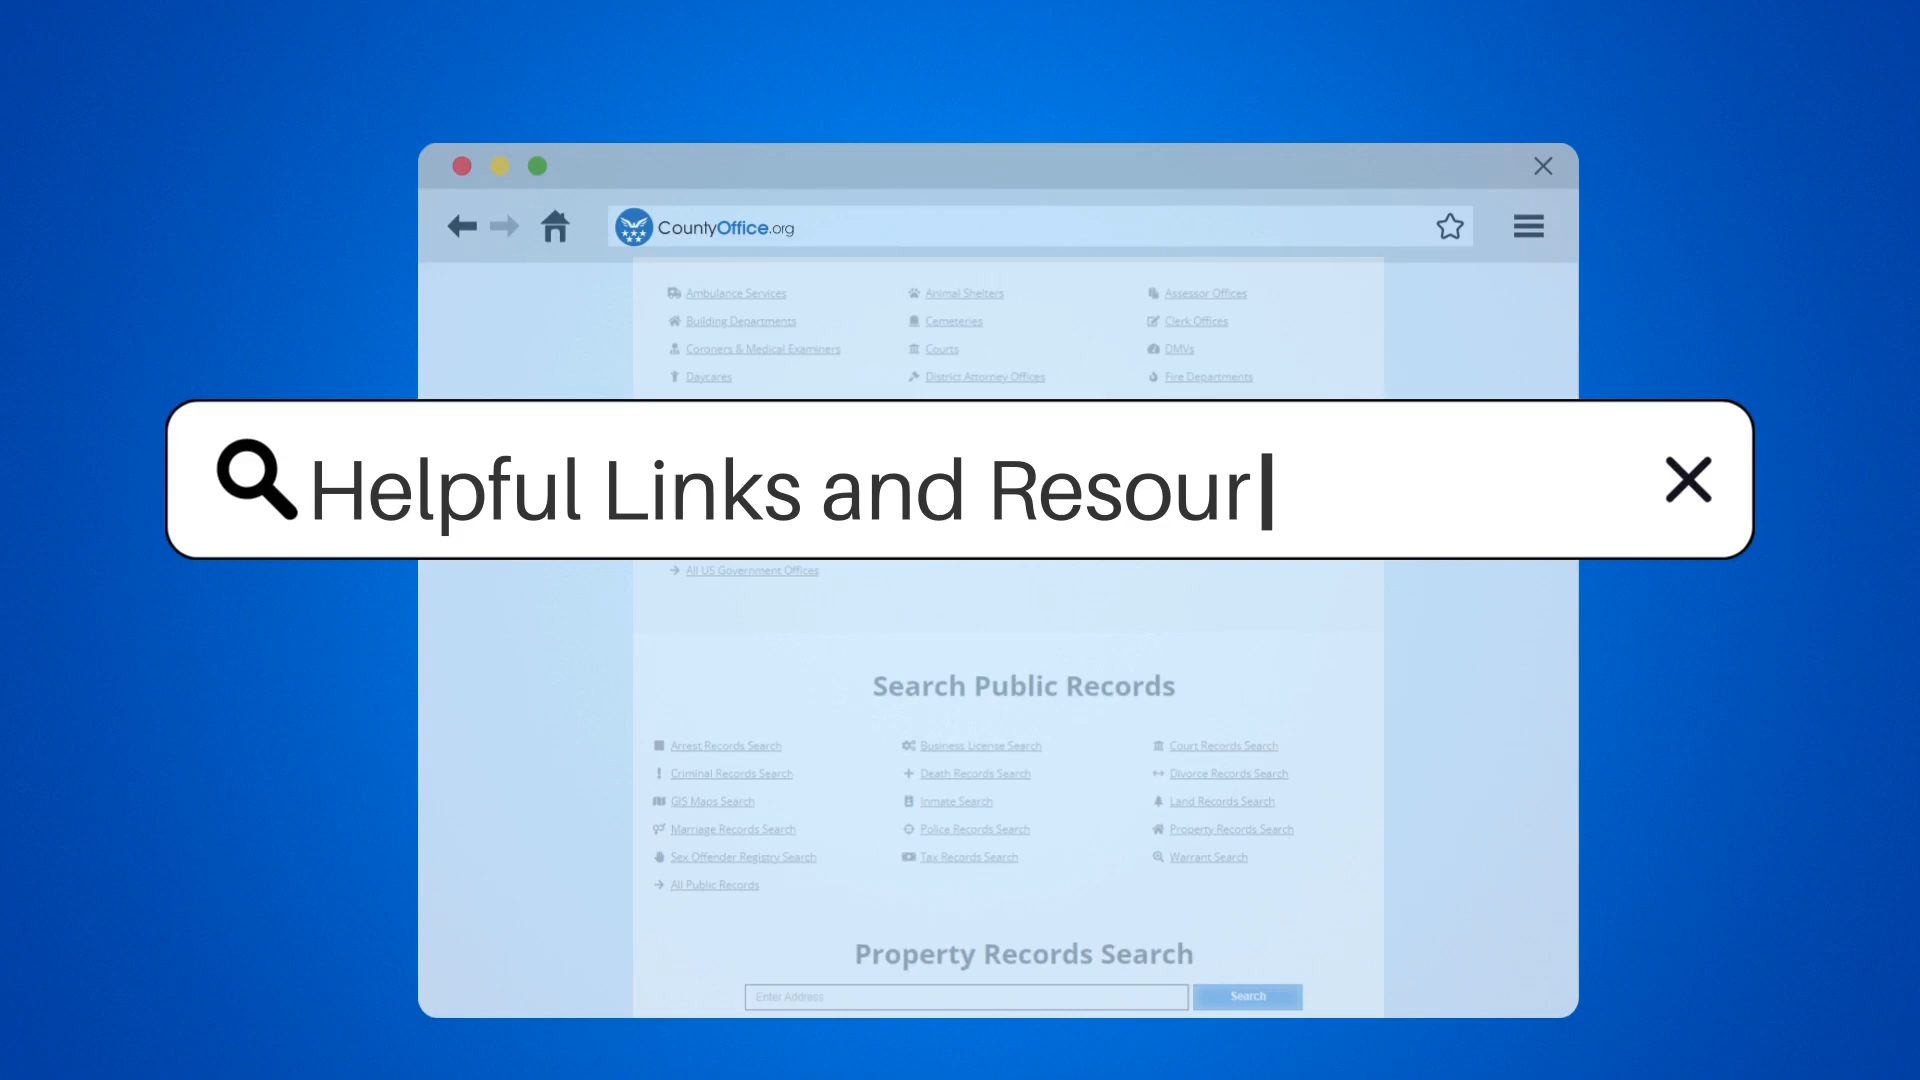 CountyOffice.org
Ambulance Services Animal Shelters Assessor Offices
Building Departments Cemeteries Clerk Offices
Coroners & Medical Examiners Courts DMVs
Daycares District Attorney Offices Fire Departments
Helpful Links and Resour
All US Government Offices
Search Public Records
Arrest Records Search Business License Search Court Records Search
Criminal Records Search Death Records Search Divorce Records Search
GIS Maps Search Inmate Search Land Records Search
Marriage Records Search Police Records Search Property Records Search
Sex Offender Registry Search Tax Records Search Warrant Search
All Public Records
Property Records Search
Enter Address Search